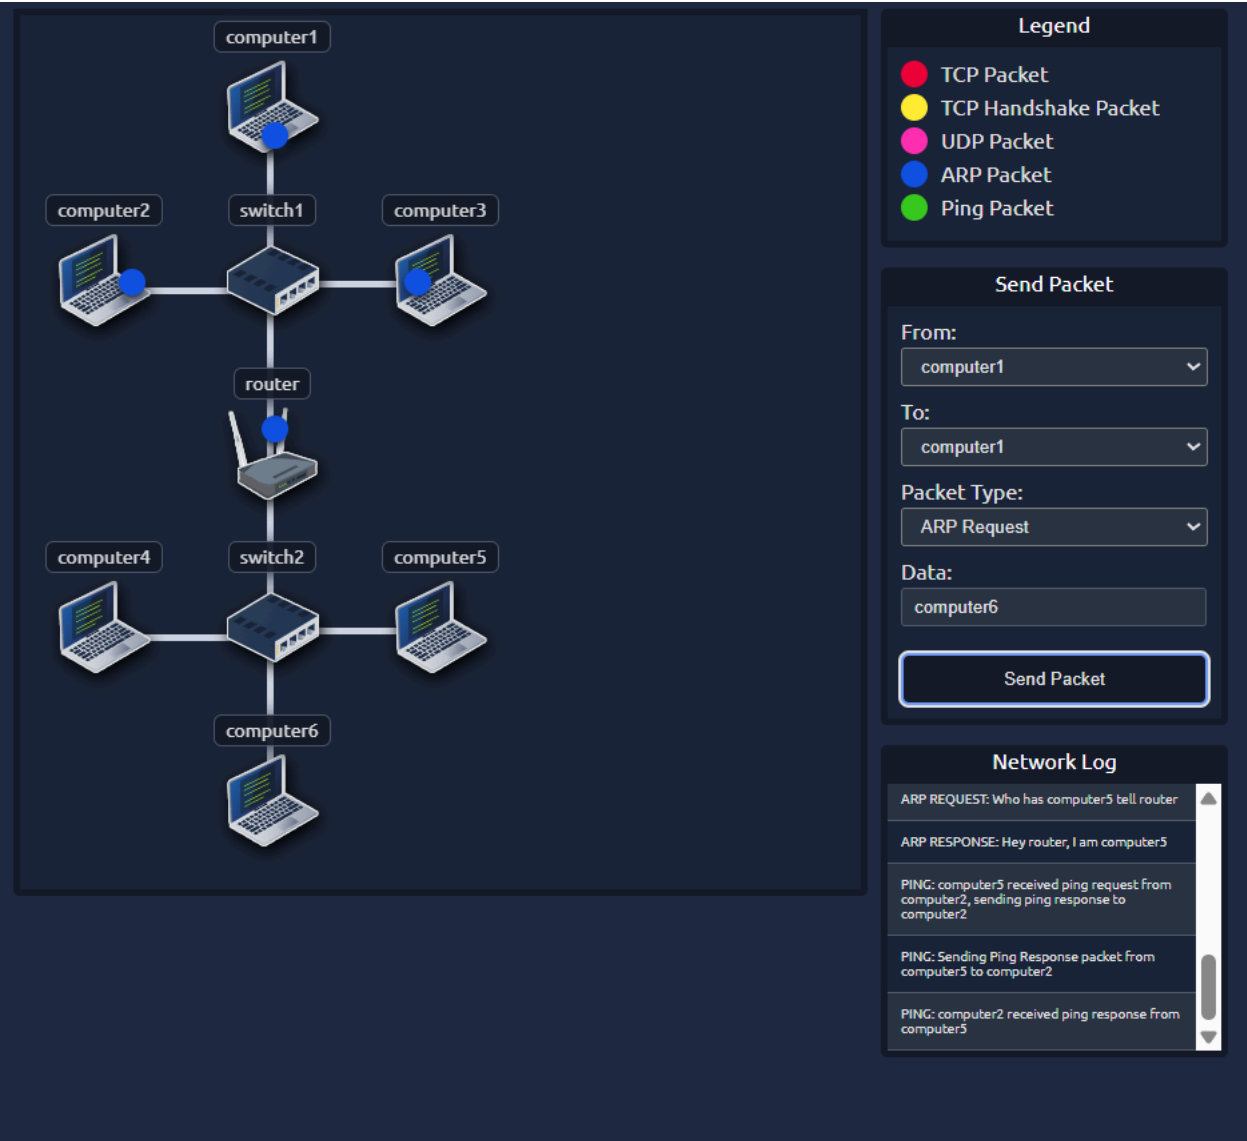 computer1
computer2
switch1
computer3
router
computer4
switch2
computer5
computer6
Legend
TCP Packet
TCP Handshake Packet
UDP Packet
ARP Packet
Ping Packet
Send Packet
From:
computer1
To:
computer1
Packet Type:
ARP Request
Data:
computer6
Send Packet
Network Log
ARP REQUEST: Who has computer5 tell router
ARP RESPONSE: Hey router, I am computer5
PING: computer5 received ping request from
computer2, sending ping response to
computer2
PING: Sending Ping Response packet from
computer5 to computer2
PING: computer2 received ping response from
computer5